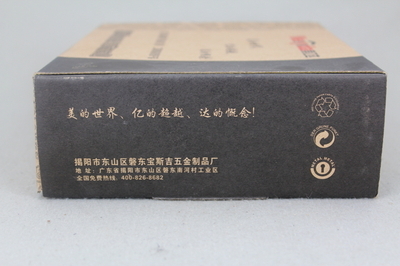 美的世界、亿的超越、达的概念!
揭阳市东山区磐东宝斯吉五金制品厂
地 址: 广东省揭阳市东山区磐东南河村工业区
全国免费热线: 400-826-8682